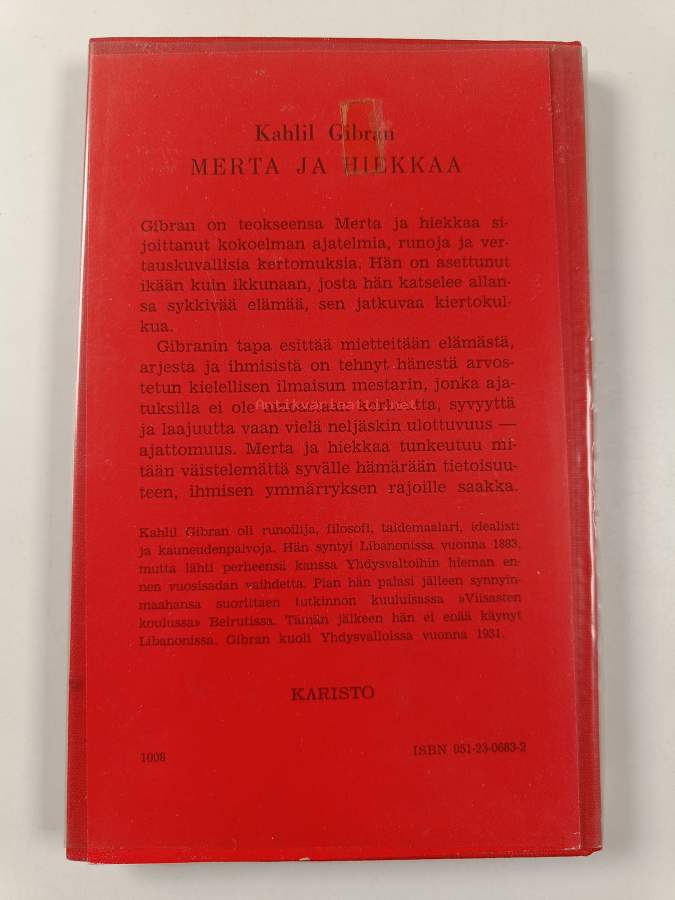 Kahlil Gibran
MERTA JA HIEKKAA
Gibran on teokseensa Merta ja hiekkaa si-
joittanut kokoelman ajatelmia, runoja ja ver-
tauskuvallisia kertomuksia. Hän on asettunut
ikään kuin ikkunaan, josta hän katselee allan-
sa sykkivää elämää, sen jatkuvaa kiertokul-
kua.
Gibranin tapa esittää mietteitään elämästä,
arjesta ja ihmisistä on tehnyt hänestä arvos-
tetun kielellisen ilmaisun mestarin, jonka aja-
tuksilla ei ole ainoastaan korkeutta, syvyyttä
ja laajuutta vaan vielä neljäskin ulottuvuus —
ajattomuus. Merta ja hiekkaa tunkeutuu mi-
tään väistelemättä syvälle hämärään tietoisuu-
teen, ihmisen ymmärryksen rajoille saakka.
Kahlil Gibran oli runoilija, filosofi, taidemaalari, idealisti
ja kauneudenpalvoja. Hän syntyi Libanonissa vuonna 1883,
mutta lähti perheensä kanssa Yhdysvaltoihin hieman en-
nen vuosisadan vaihdetta. Pian hän palasi jälleen synnyin-
maahansa suorittaen tutkinnon kuuluisassa »Viisasten
koulussa» Beirutissa. Tämän jälkeen hän ei enää käynyt
Libanonissa. Gibran kuoli Yhdysvalloissa vuonna 1931.
KARISTO
1008
ISBN 951-23-0683-2